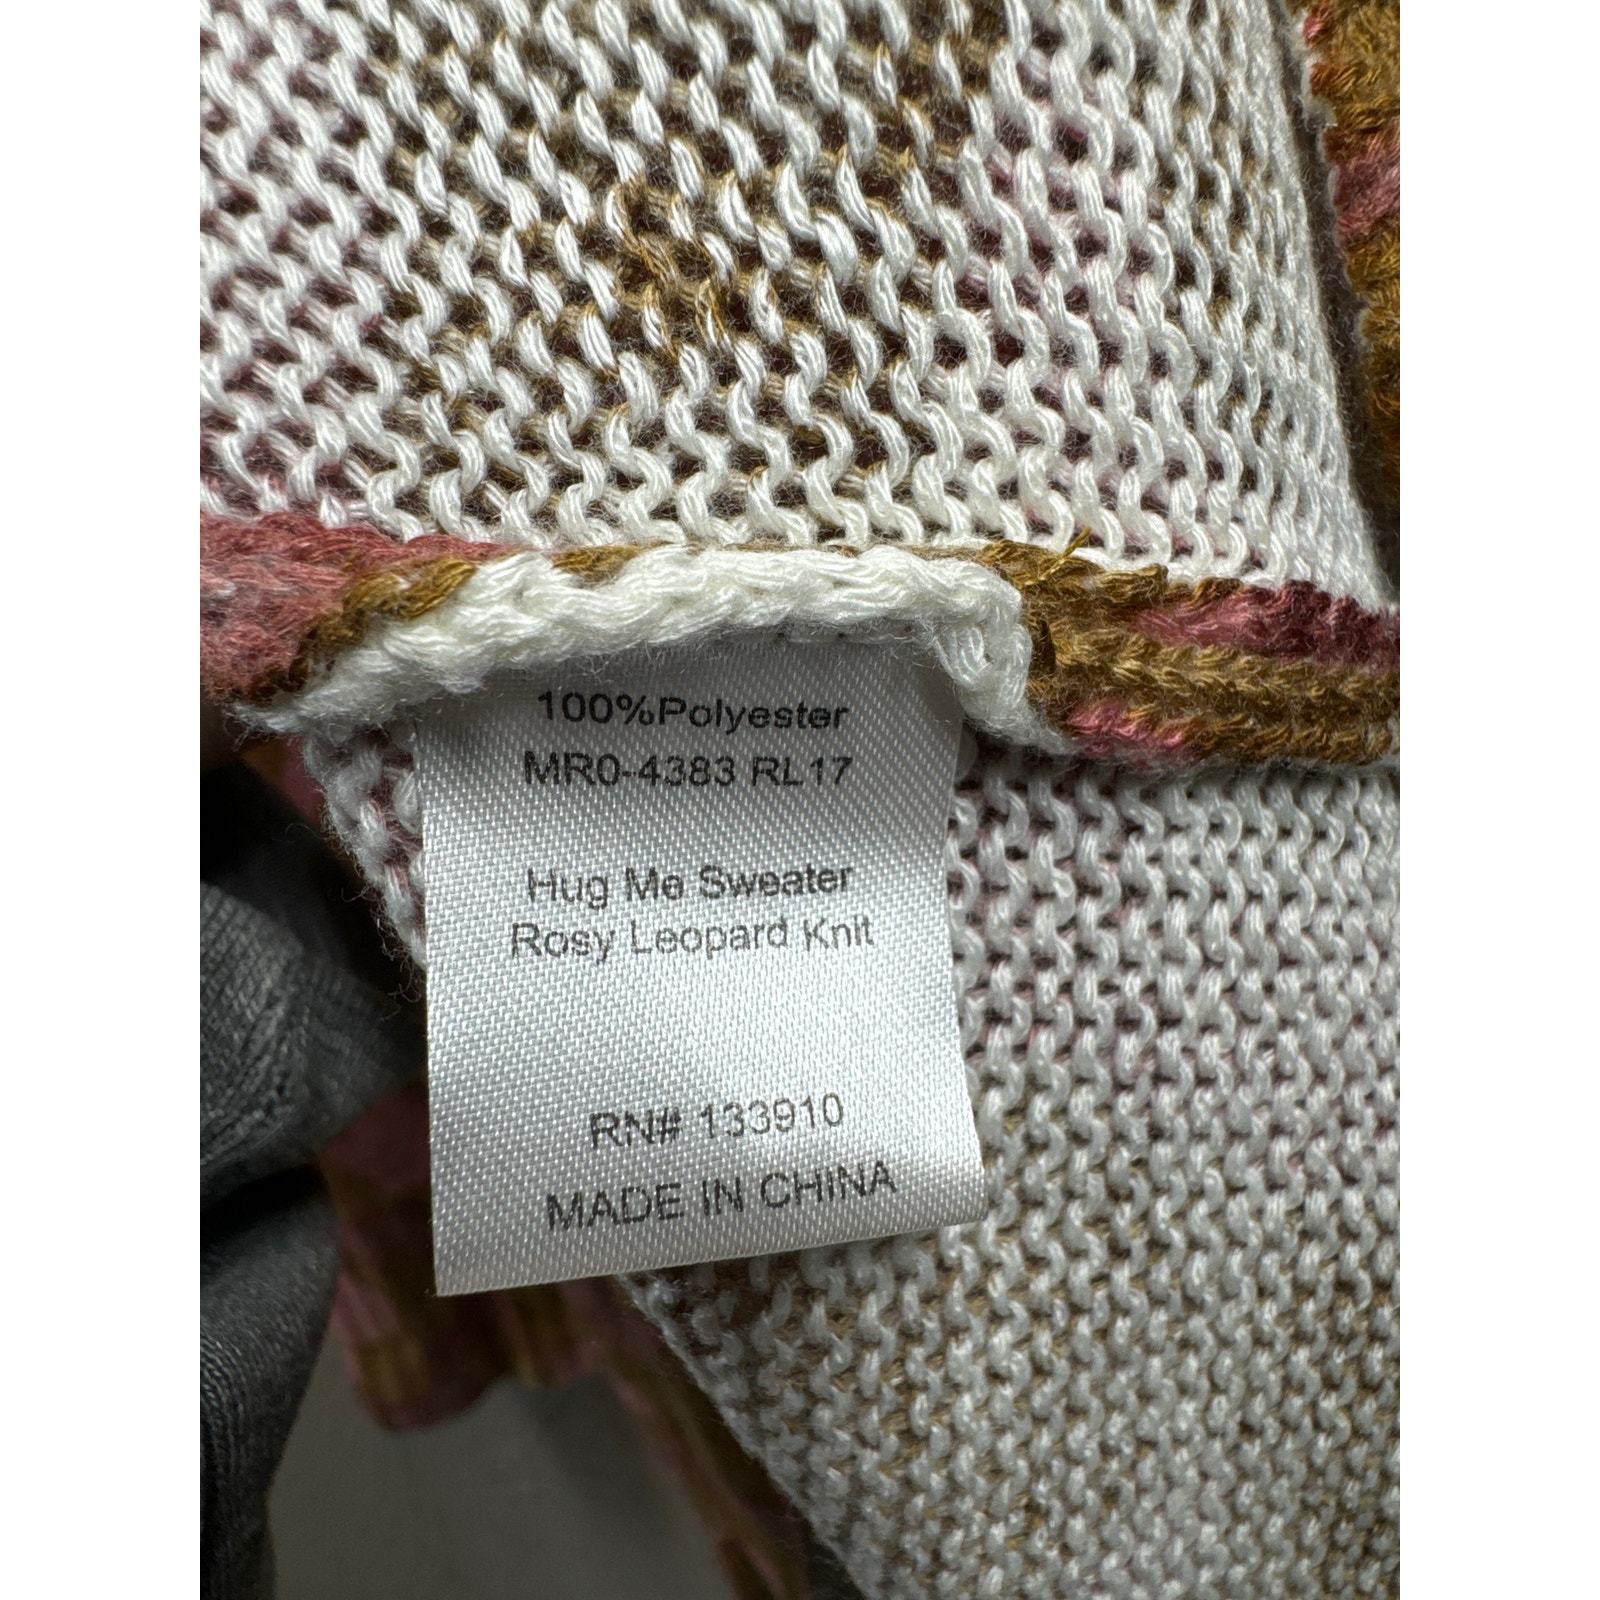 100%Polyester
MR0-4383 RL17
Hug Me Sweater
Rosy Leopard Knit
RN# 133910
MADE IN CHINA